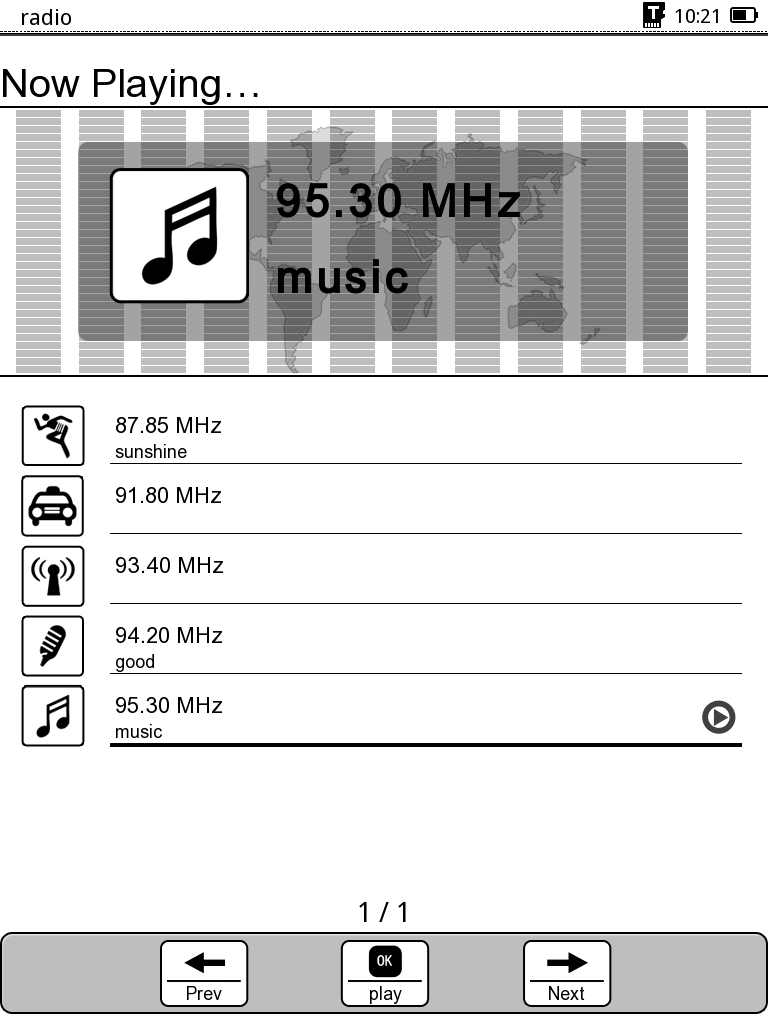 radio
T 10:21
Now Playing...
95.30 MHz
music
87.85 MHz
sunshine
91.80 MHz
93.40 MHz
94.20 MHz
good
95.30 MHz
music
1 / 1
OK
Prev play Next